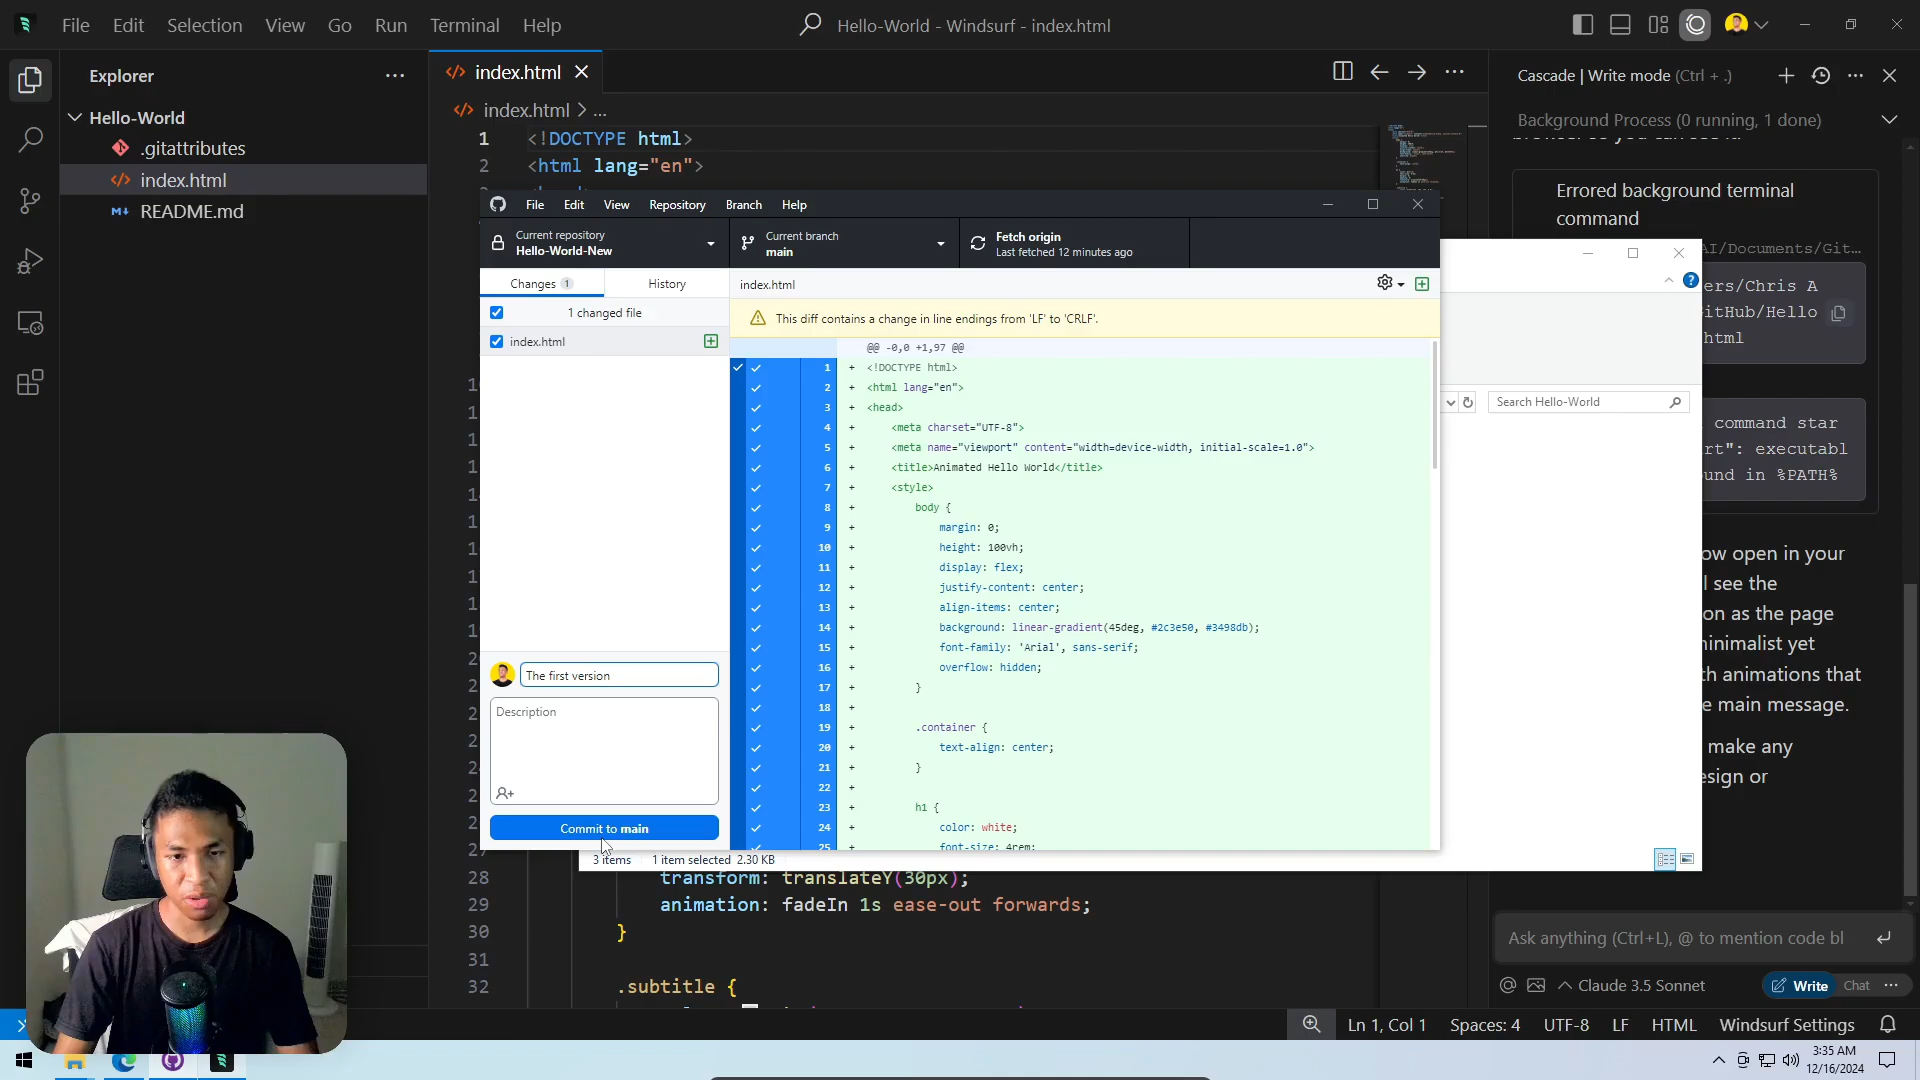 File Edit Selection View Go Run Terminal Help
Hello-World - Windsurf - index.html
Explorer
Hello-World
.gitattributes
index.html
README.md
index.html
index.html > ...
1 <!DOCTYPE html>
2 <html lang="en">
File Edit View Repository Branch Help
Current repository
Hello-World-New
Current branch
main
Fetch origin
Last fetched 12 minutes ago
Changes 1
History
1 changed file
index.html
index.html
This diff contains a change in line endings from 'LF' to 'CRLF'.
@@ -0,0 +1,97 @@
1 + <!DOCTYPE html>
2 + <html lang="en">
3 + <head>
4 + <meta charset="UTF-8">
5 + <meta name="viewport" content="width=device-width, initial-scale=1.0">
6 + <title>Animated Hello World</title>
7 + <style>
8 + body {
9 + margin: 0;
10 + height: 100vh;
11 + display: flex;
12 + justify-content: center;
13 + align-items: center;
14 + background: linear-gradient(45deg, #2c3e50, #3498db);
15 + font-family: 'Arial', sans-serif;
16 + overflow: hidden;
17 + }
18 +
19 + .container {
20 + text-align: center;
21 + }
22 +
23 + h1 {
24 + color: white;
25 + font-size: 4rem;
The first version
Description
Commit to main
3 items 1 item selected 2.30 KB
Search Hello-World
28 transform: translateY(30px);
29 animation: fadeIn 1s ease-out forwards;
30 }
31
32 .subtitle {
Cascade | Write mode (Ctrl + .)
Background Process (0 running, 1 done)
Errored background terminal
command
AI/Documents/Git...
ers/Chris A
itHub/Hello
html
command star
rt": executabl
und in %PATH%
ow open in your
l see the
on as the page
inimalist yet
th animations that
e main message.
make any
esign or
Ask anything (Ctrl+L), @ to mention code bl
Claude 3.5 Sonnet
Write Chat
Ln 1, Col 1 Spaces: 4 UTF-8 LF HTML Windsurf Settings
3:35 AM
12/16/2024